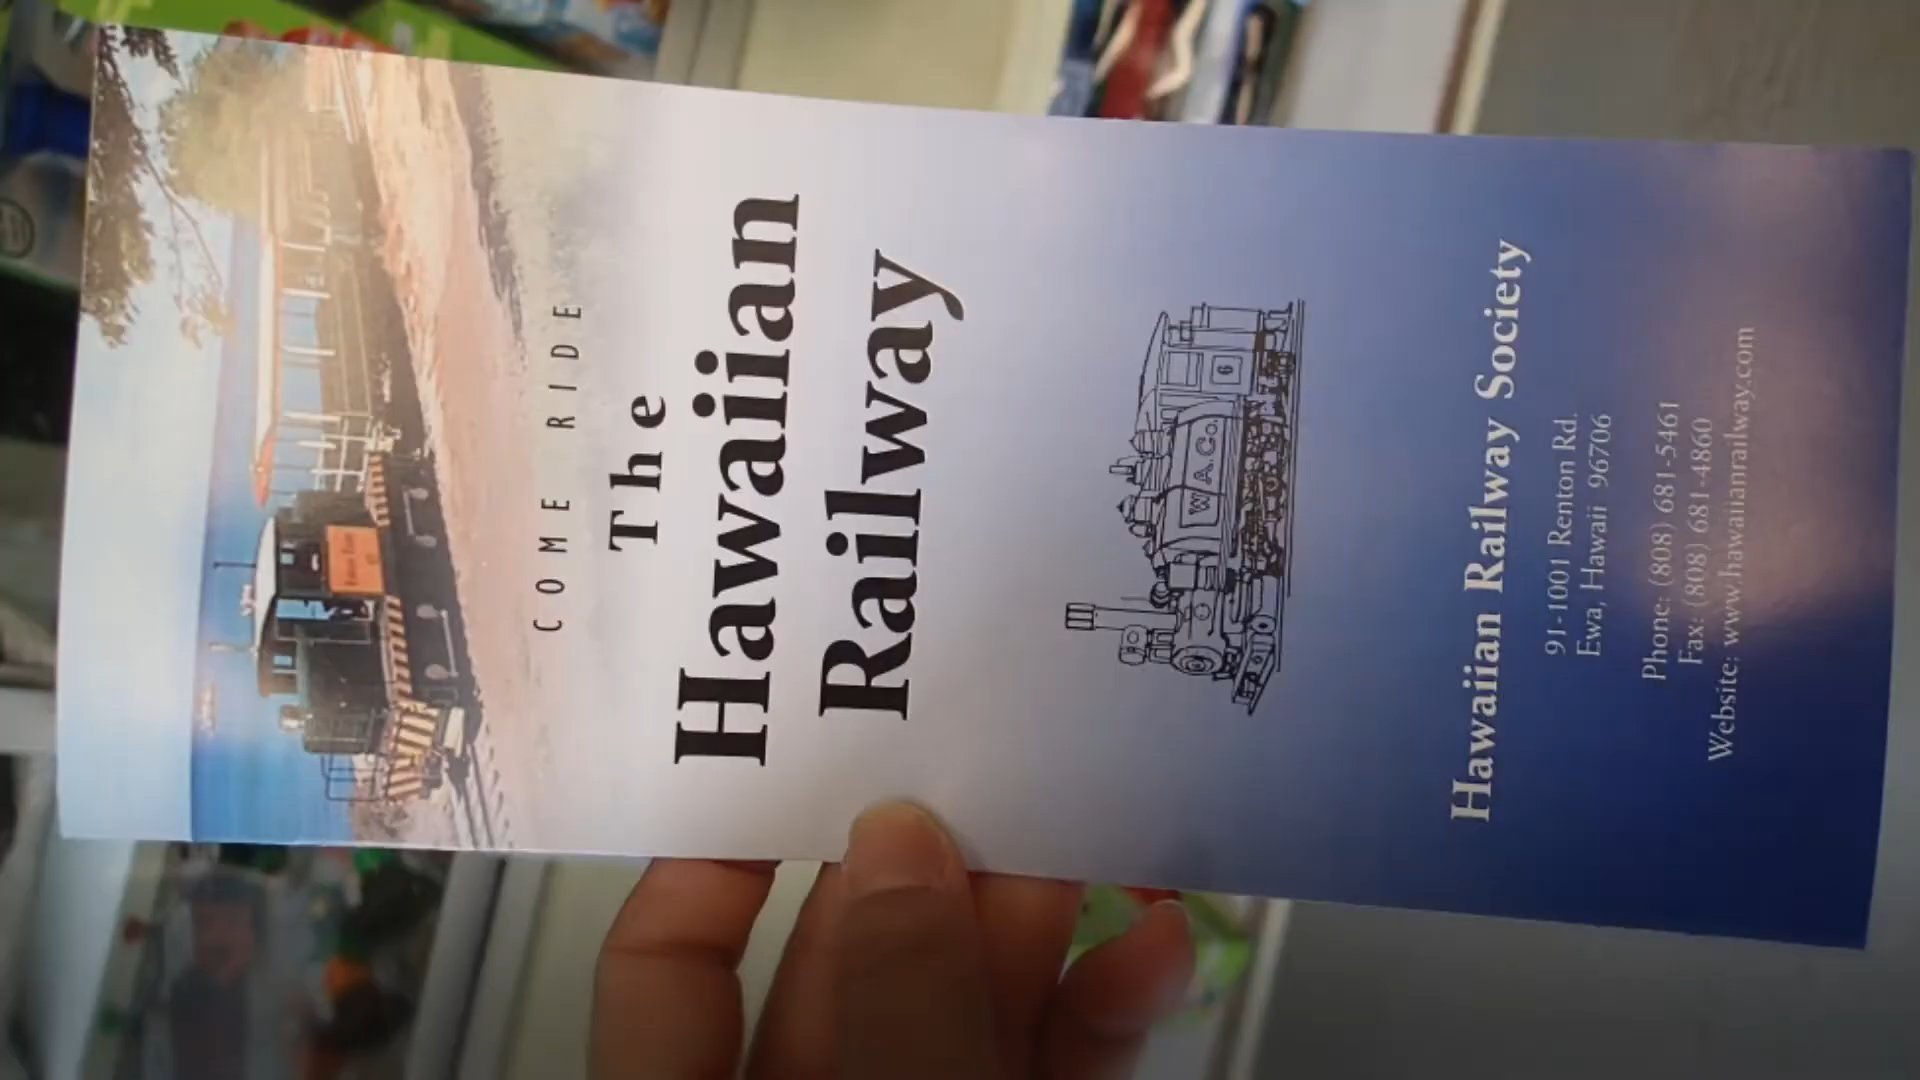 COME RIDE
The
Hawaiian
Railway
W.A.Co.
6
Hawaiian Railway Society
91-1001 Renton Rd.
Ewa, Hawaii 96706
Phone: (808) 681-5461
Fax: (808) 681-4860
Website: www.hawaiianrailway.com